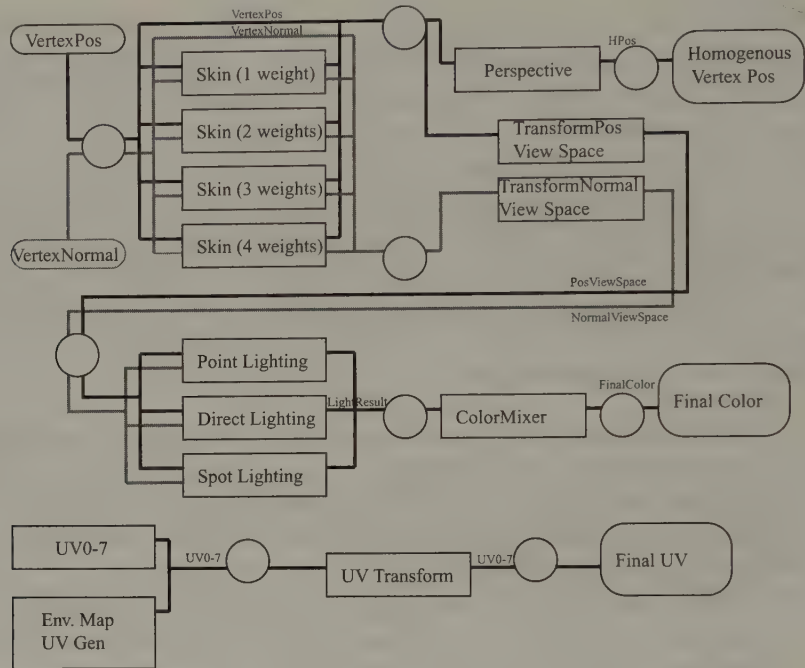 VertexPos
VertexNormal
VertexPos
Skin (1 weight)
Skin (2 weights)
Skin (3 weights)
Skin (4 weights)
VertexNormal
Perspective
HPos
Homogenous
Vertex Pos
TransformPos
View Space
TransformNormal
View Space
PosViewSpace
NormalViewSpace
Point Lighting
Direct Lighting
Spot Lighting
LightResult
ColorMixer
FinalColor
Final Color
UV0-7
Env. Map
UV Gen
UV0-7
UV Transform
UV0-7
Final UV